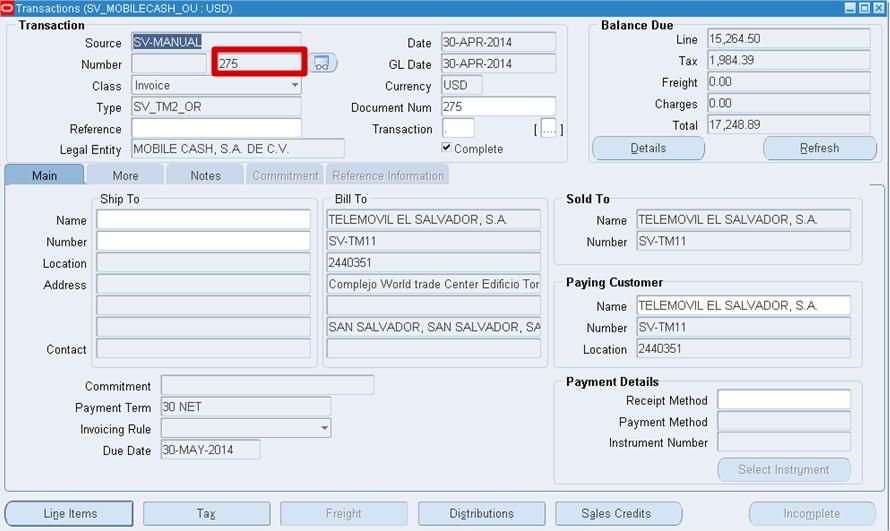 Transactions (SV_MOBILECASH_OU : USD)
Transaction
Source SV-MANUAL
Number 275
Class Invoice
Type SV_TM2_OR
Reference
Legal Entity MOBILE CASH, S.A. DE C.V.
Date 30-APR-2014
GL Date 30-APR-2014
Currency USD
Document Num 275
Transaction . [ .... ]
Complete
Balance Due
Line 15,264.50
Tax 1,984.39
Freight 0.00
Charges 0.00
Total 17,248.89
Details Refresh
Main More Notes Commitment Reference Information
Ship To
Name
Number
Location
Address
Contact
Bill To
TELEMOVIL EL SALVADOR, S.A.
SV-TM11
2440351
Complejo World trade Center Edificio Tor
SAN SALVADOR, SAN SALVADOR, SA
Sold To
Name TELEMOVIL EL SALVADOR, S.A.
Number SV-TM11
Paying Customer
Name TELEMOVIL EL SALVADOR, S.A.
Number SV-TM11
Location 2440351
Commitment
Payment Term 30 NET
Invoicing Rule
Due Date 30-MAY-2014
Payment Details
Receipt Method
Payment Method
Instrument Number
Select Instrument
Line Items Tax Freight Distributions Sales Credits Incomplete